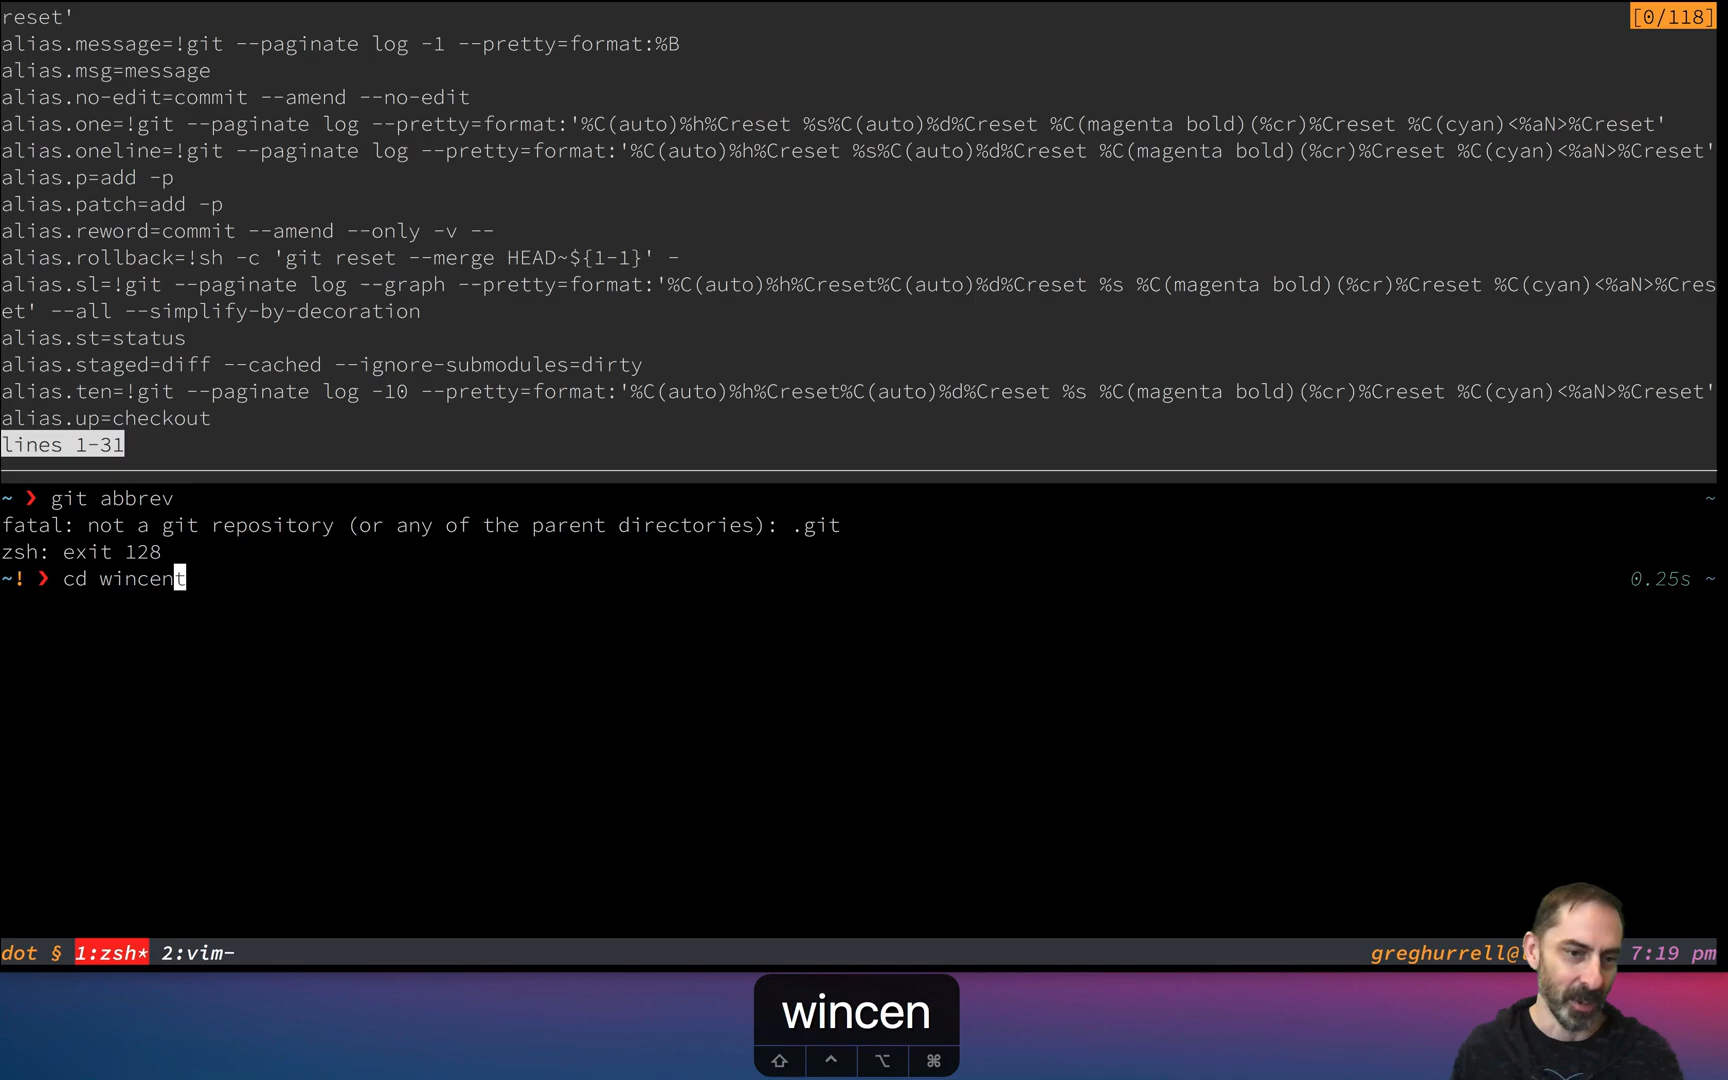 reset'
[0/118]
alias.message=!git --paginate log -1 --pretty=format:%B
alias.msg=message
alias.no-edit=commit --amend --no-edit
alias.one=!git --paginate log --pretty=format:'%C(auto)%h%Creset %s%C(auto)%d%Creset %C(magenta bold)(%cr)%Creset %C(cyan)<%aN>%Creset'
alias.oneline=!git --paginate log --pretty=format:'%C(auto)%h%Creset %s%C(auto)%d%Creset %C(magenta bold)(%cr)%Creset %C(cyan)<%aN>%Creset'
alias.p=add -p
alias.patch=add -p
alias.reword=commit --amend --only -v --
alias.rollback=!sh -c 'git reset --merge HEAD~${1-1}' -
alias.sl=!git --paginate log --graph --pretty=format:'%C(auto)%h%Creset%C(auto)%d%Creset %s %C(magenta bold)(%cr)%Creset %C(cyan)<%aN>%Cres
et' --all --simplify-by-decoration
alias.st=status
alias.staged=diff --cached --ignore-submodules=dirty
alias.ten=!git --paginate log -10 --pretty=format:'%C(auto)%h%Creset%C(auto)%d%Creset %s %C(magenta bold)(%cr)%Creset %C(cyan)<%aN>%Creset'
alias.up=checkout
lines 1-31
~ ❯ git abbrev ~
fatal: not a git repository (or any of the parent directories): .git
zsh: exit 128
~! ❯ cd wincent 0.25s ~
dot § 1:zsh* 2:vim- greghurrell@ 7:19 pm
wincen
⇧ ⌃ ⌥ ⌘